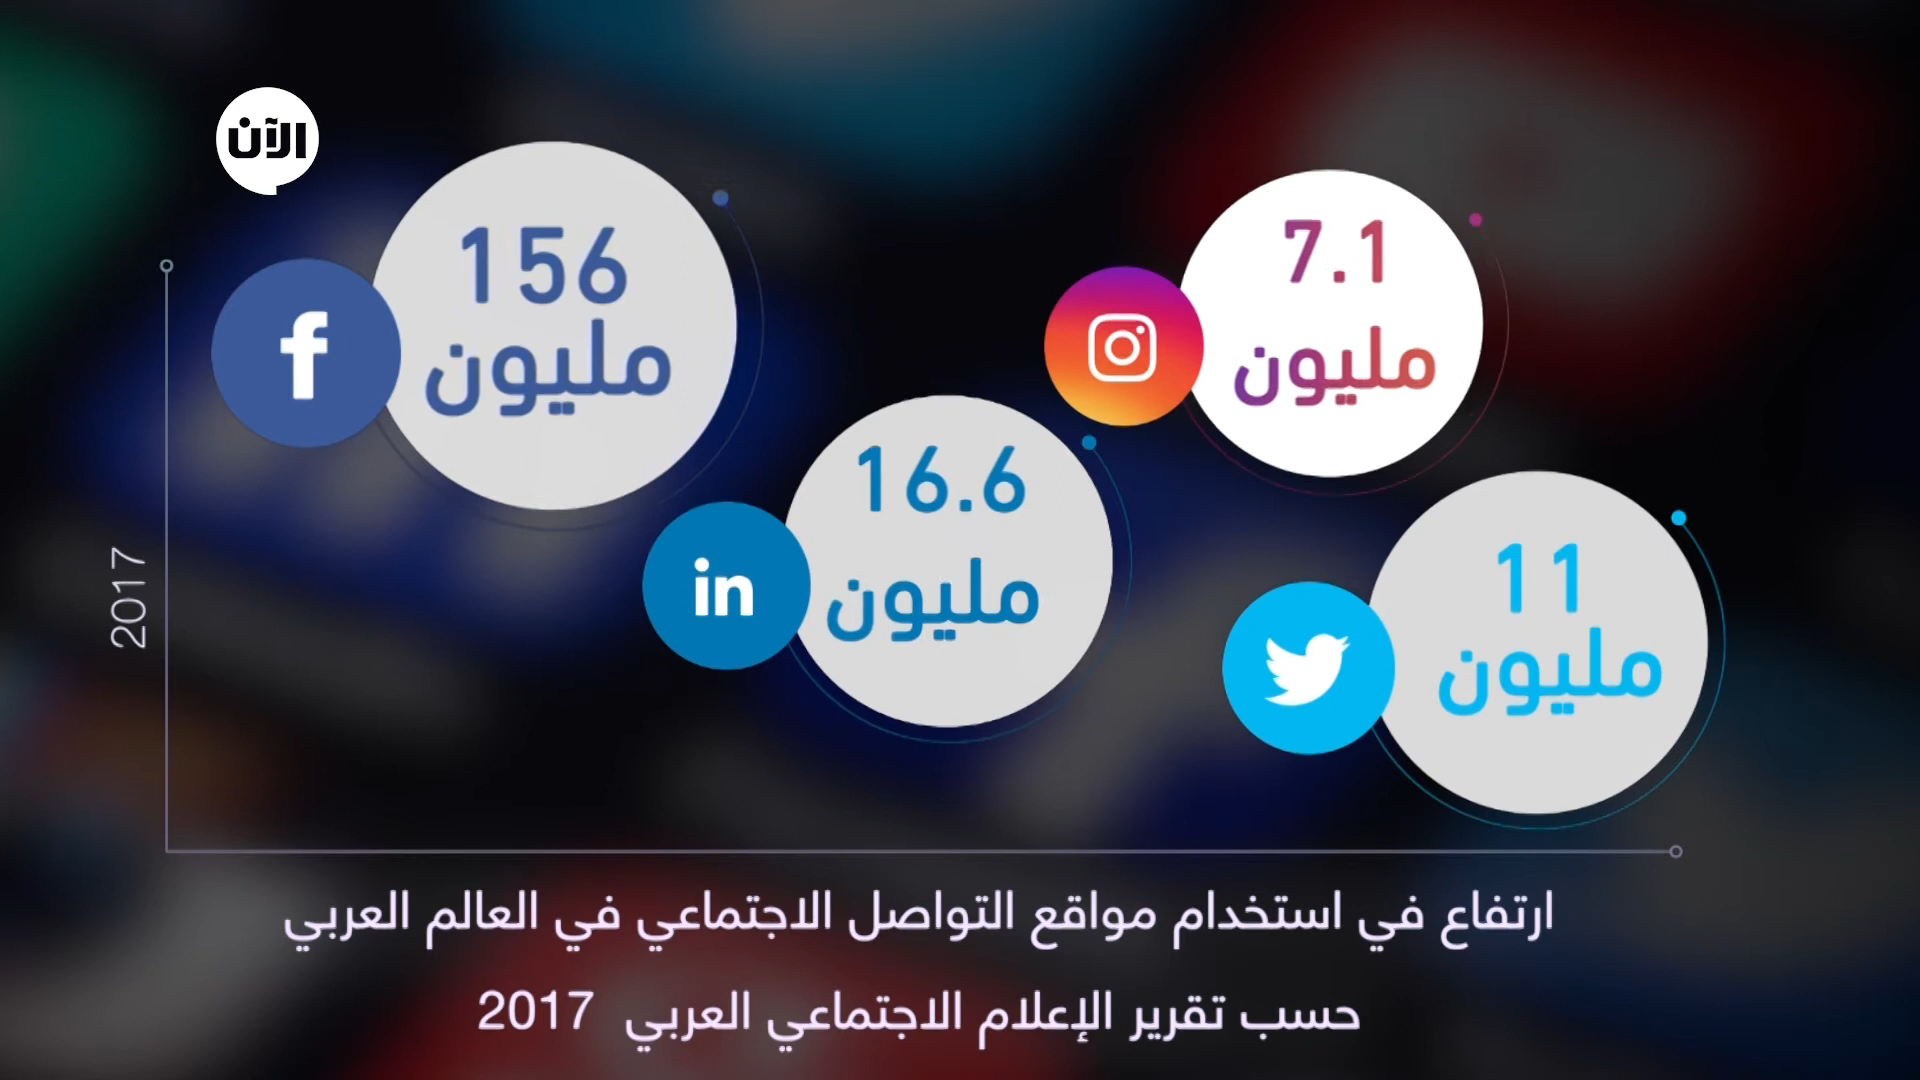 الآن
156
مليون
7.1
مليون
16.6
مليون
11
مليون
2017
ارتفاع في استخدام مواقع التواصل الاجتماعي في العالم العربي
حسب تقرير الإعلام الاجتماعي العربي 2017